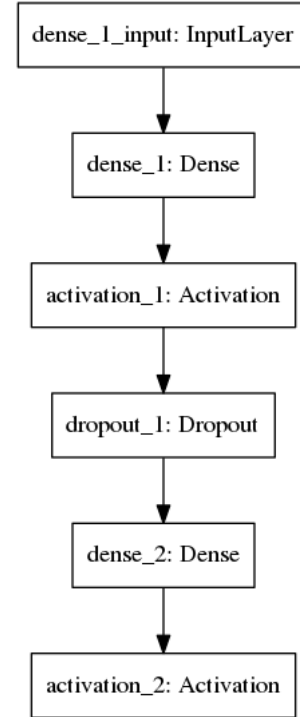 dense_1_input: InputLayer
dense_1: Dense
activation_1: Activation
dropout_1: Dropout
dense_2: Dense
activation_2: Activation